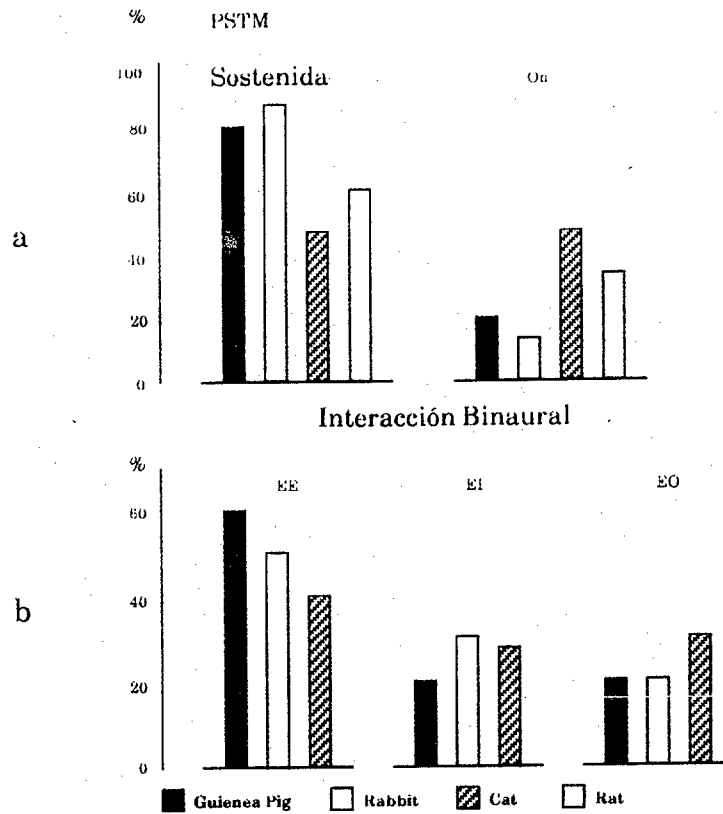 % PSTM
100 Sostenida On
80
60
a
40
20
0
Interacción Binaural
%
EE EI EO
60
b
40
20
0
Guienea Pig Rabbit Cat Rat